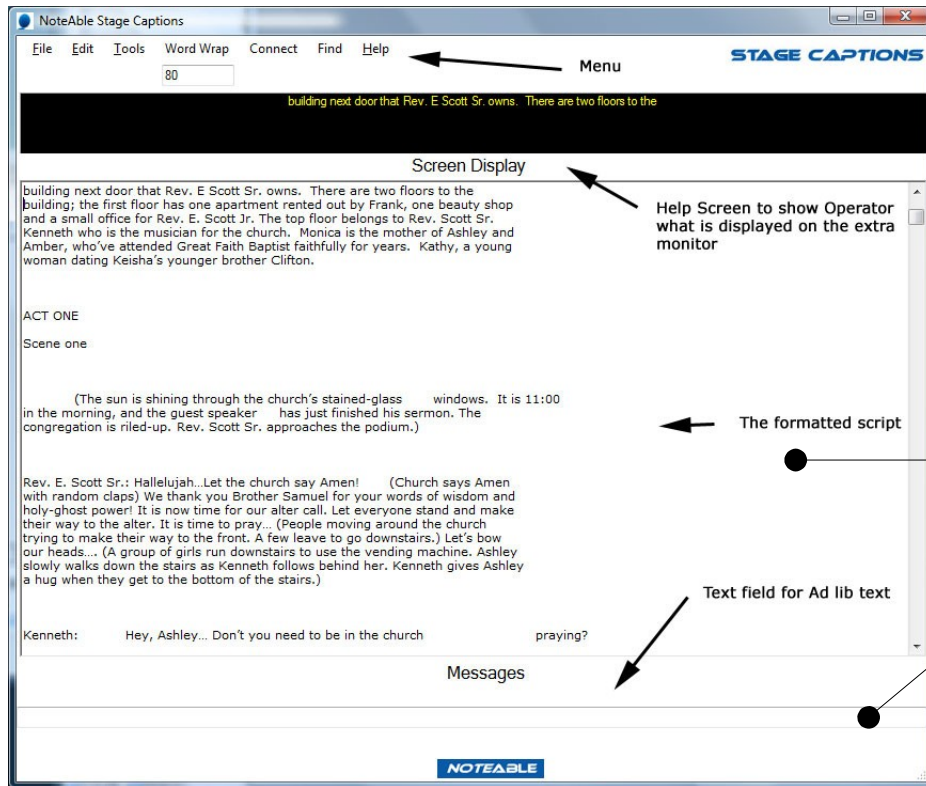 NoteAble Stage Captions
File Edit Tools Word Wrap Connect Find Help
Menu
STAGE CAPTIONS
80
building next door that Rev. E Scott Sr. owns.  There are two floors to the
Screen Display
building next door that Rev. E Scott Sr. owns.  There are two floors to the
building; the first floor has one apartment rented out by Frank, one beauty shop
and a small office for Rev. E. Scott Jr. The top floor belongs to Rev. Scott Sr.
Kenneth who is the musician for the church.  Monica is the mother of Ashley and
Amber, who've attended Great Faith Baptist faithfully for years.  Kathy, a young
woman dating Keisha's younger brother Clifton.
Help Screen to show Operator
what is displayed on the extra
monitor
ACT ONE
Scene one
(The sun is shining through the church's stained-glass    windows.  It is 11:00
in the morning, and the guest speaker    has just finished his sermon. The
congregation is riled-up. Rev. Scott Sr. approaches the podium.)
The formatted script
Rev. E. Scott Sr.: Hallelujah…Let the church say Amen!    (Church says Amen
with random claps) We thank you Brother Samuel for your words of wisdom and
holy-ghost power! It is now time for our alter call. Let everyone stand and make
their way to the alter. It is time to pray… (People moving around the church
trying to make their way to the front. A few leave to go downstairs.) Let's bow
our heads…. (A group of girls run downstairs to use the vending machine. Ashley
slowly walks down the stairs as Kenneth follows behind her. Kenneth gives Ashley
a hug when they get to the bottom of the stairs.)
Text field for Ad lib text
Kenneth:    Hey, Ashley… Don't you need to be in the church    praying?
Messages
NOTEABLE